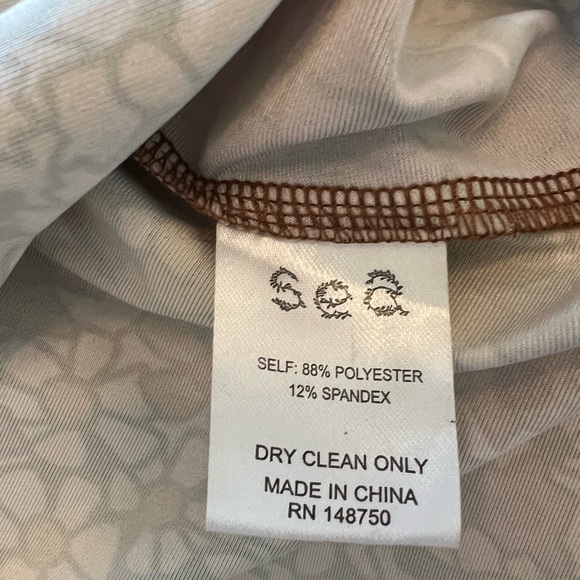 Sea
SELF: 88% POLYESTER
12% SPANDEX
DRY CLEAN ONLY
MADE IN CHINA
RN 148750